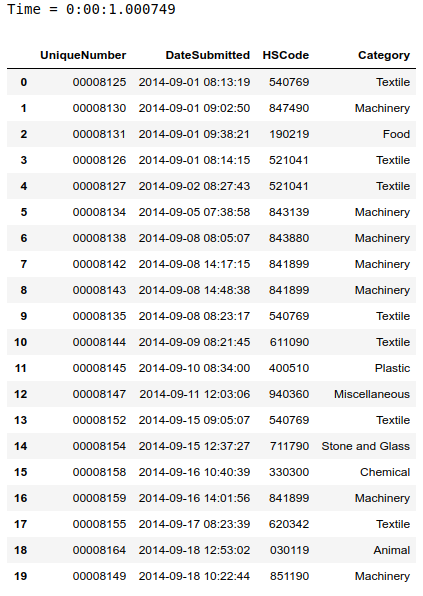 Time = 0:00:1.000749
UniqueNumber DateSubmitted HSCode Category
0 00008125 2014-09-01 08:13:19 540769 Textile
1 00008130 2014-09-01 09:02:50 847490 Machinery
2 00008131 2014-09-01 09:38:21 190219 Food
3 00008126 2014-09-01 08:14:15 521041 Textile
4 00008127 2014-09-02 08:27:43 521041 Textile
5 00008134 2014-09-05 07:38:58 843139 Machinery
6 00008138 2014-09-08 08:05:07 843880 Machinery
7 00008142 2014-09-08 14:17:15 841899 Machinery
8 00008143 2014-09-08 14:48:38 841899 Machinery
9 00008135 2014-09-08 08:23:17 540769 Textile
10 00008144 2014-09-09 08:21:45 611090 Textile
11 00008145 2014-09-10 08:34:00 400510 Plastic
12 00008147 2014-09-11 12:03:06 940360 Miscellaneous
13 00008152 2014-09-15 09:05:07 540769 Textile
14 00008154 2014-09-15 12:37:27 711790 Stone and Glass
15 00008158 2014-09-16 10:40:39 330300 Chemical
16 00008159 2014-09-16 14:01:56 841899 Machinery
17 00008155 2014-09-17 08:23:39 620342 Textile
18 00008164 2014-09-18 12:53:02 030119 Animal
19 00008149 2014-09-18 10:22:44 851190 Machinery